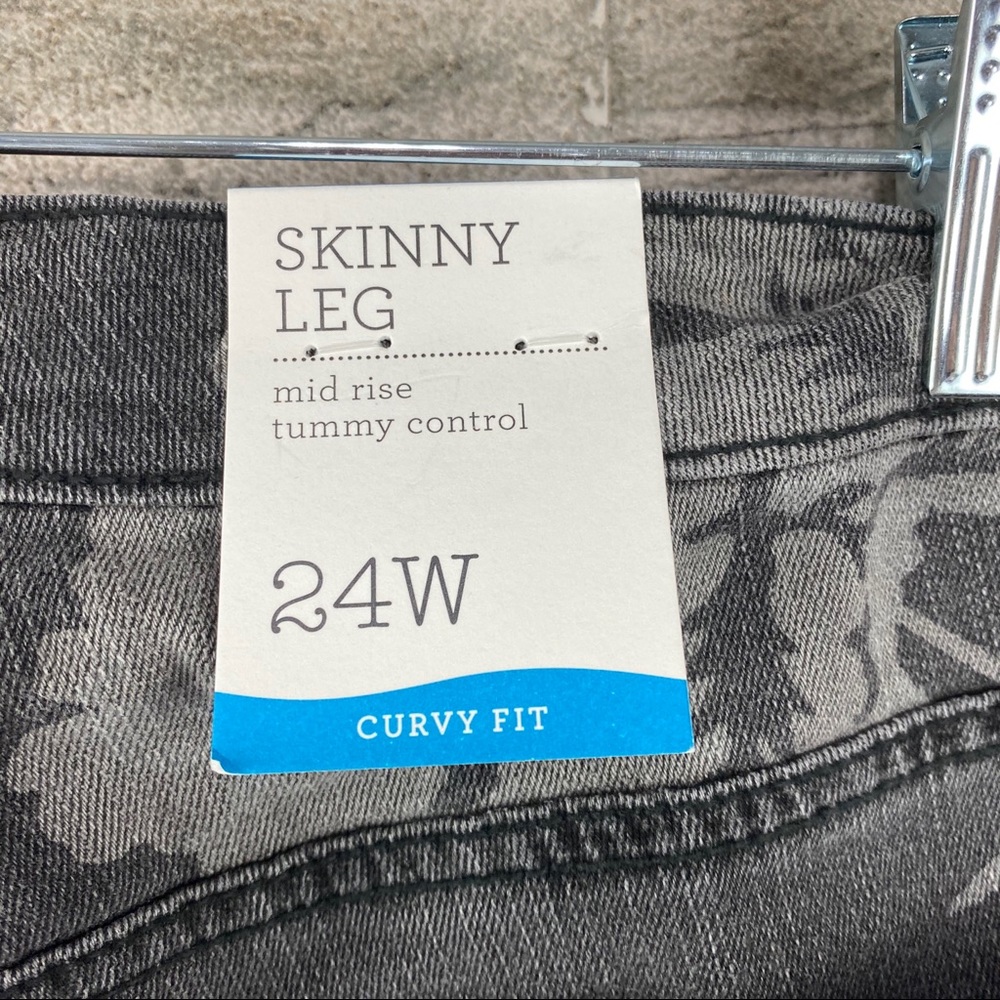 SKINNY
LEG
mid rise
tummy control
24W
CURVY FIT